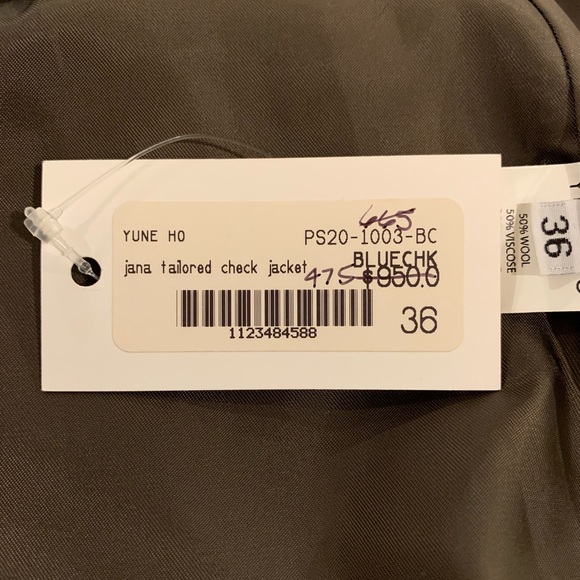 YUNE HO
PS20-1003-BC
665
jana tailored check jacket
BLUECHK
475
$950.0
1123484588
36
50% WOOL
50% VISCOSE
36